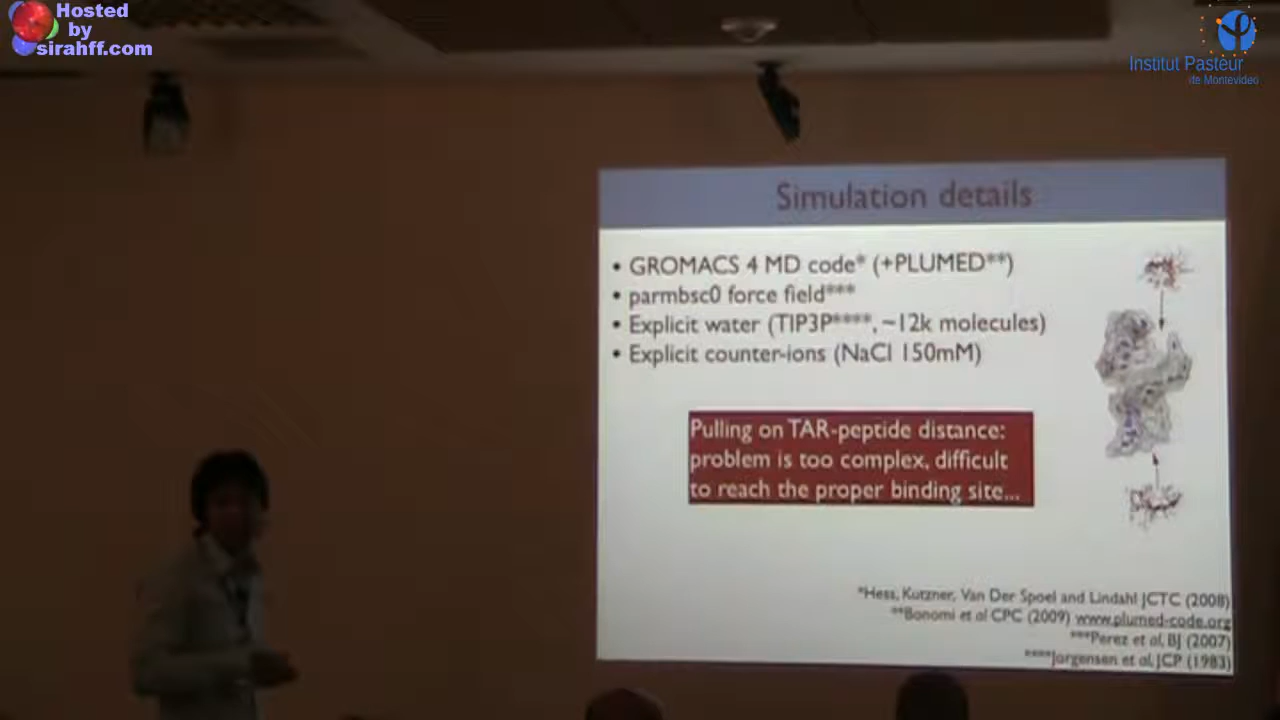 Hosted
by
sirahff.com
Institut Pasteur
de Montevideo
Simulation details
• GROMACS 4 MD code* (+PLUMED**)
• parmbsc0 force field***
• Explicit water (TIP3P****, ~12k molecules)
• Explicit counter-ions (NaCl 150mM)
Pulling on TAR-peptide distance:
problem is too complex, difficult
to reach the proper binding site...
*Hess, Kutzner, Van Der Spoel and Lindahl JCTC (2008)
**Bonomi et al CPC (2009) www.plumed-code.org
***Perez et al, BJ (2007)
****Jorgensen et al, JCP (1983)